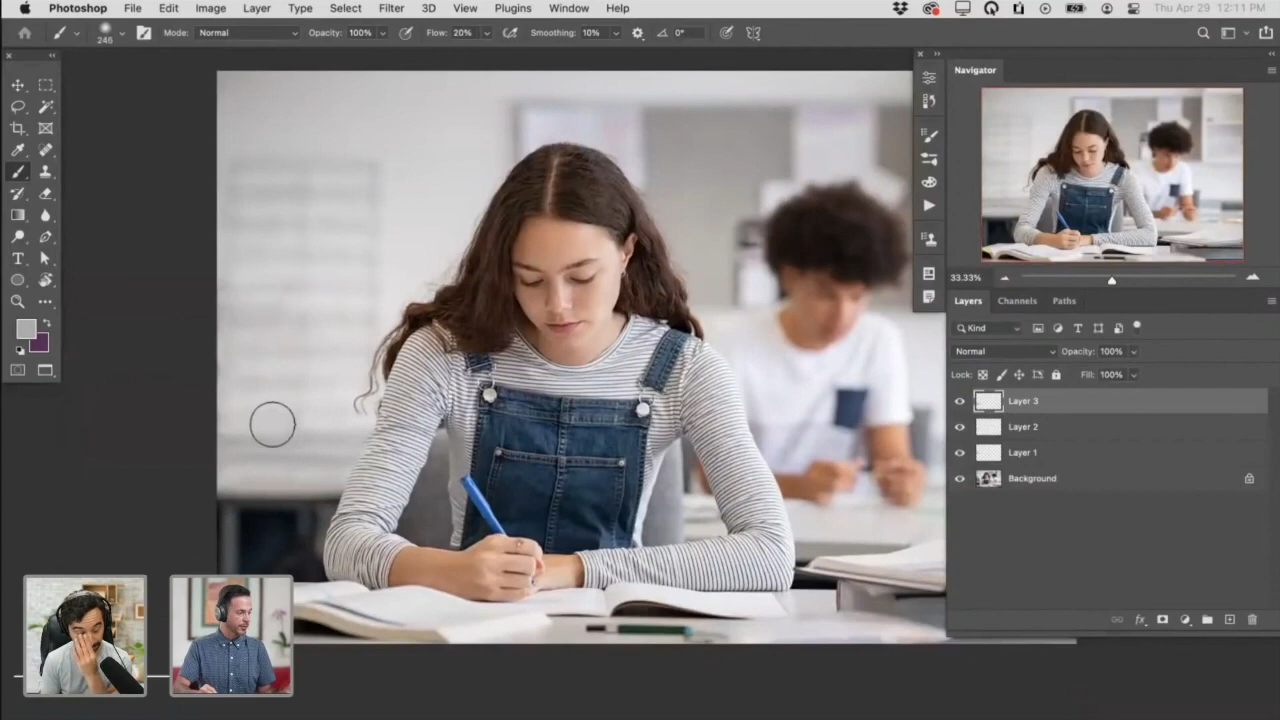 Photoshop File Edit Image Layer Type Select Filter 3D View Plugins Window Help Thu Apr 29 12:11 PM
246 Mode: Normal Opacity: 100% Flow: 20% Smoothing: 10% 0°
Navigator
33.33%
Layers Channels Paths
Kind
Normal Opacity: 100%
Lock: Fill: 100%
Layer 3
Layer 2
Layer 1
Background